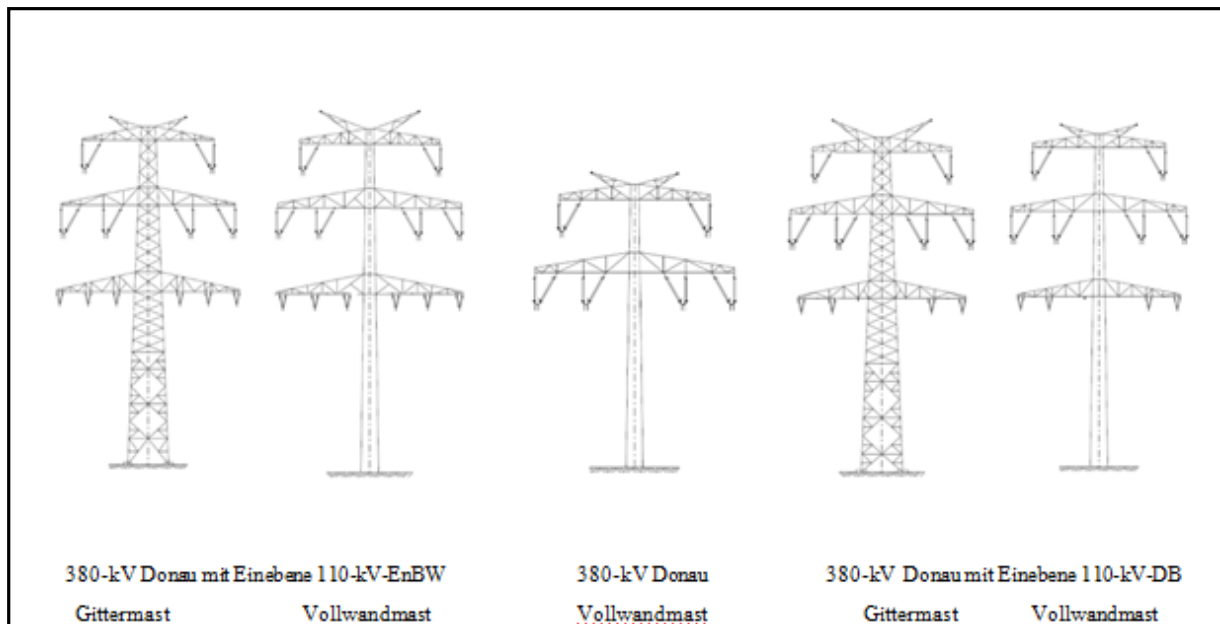 380-kV Donau mit Einebene 110-kV-EnBW
Gittermast Vollwandmast
380-kV Donau
Vollwandmast
380-kV Donau mit Einebene 110-kV-DB
Gittermast Vollwandmast